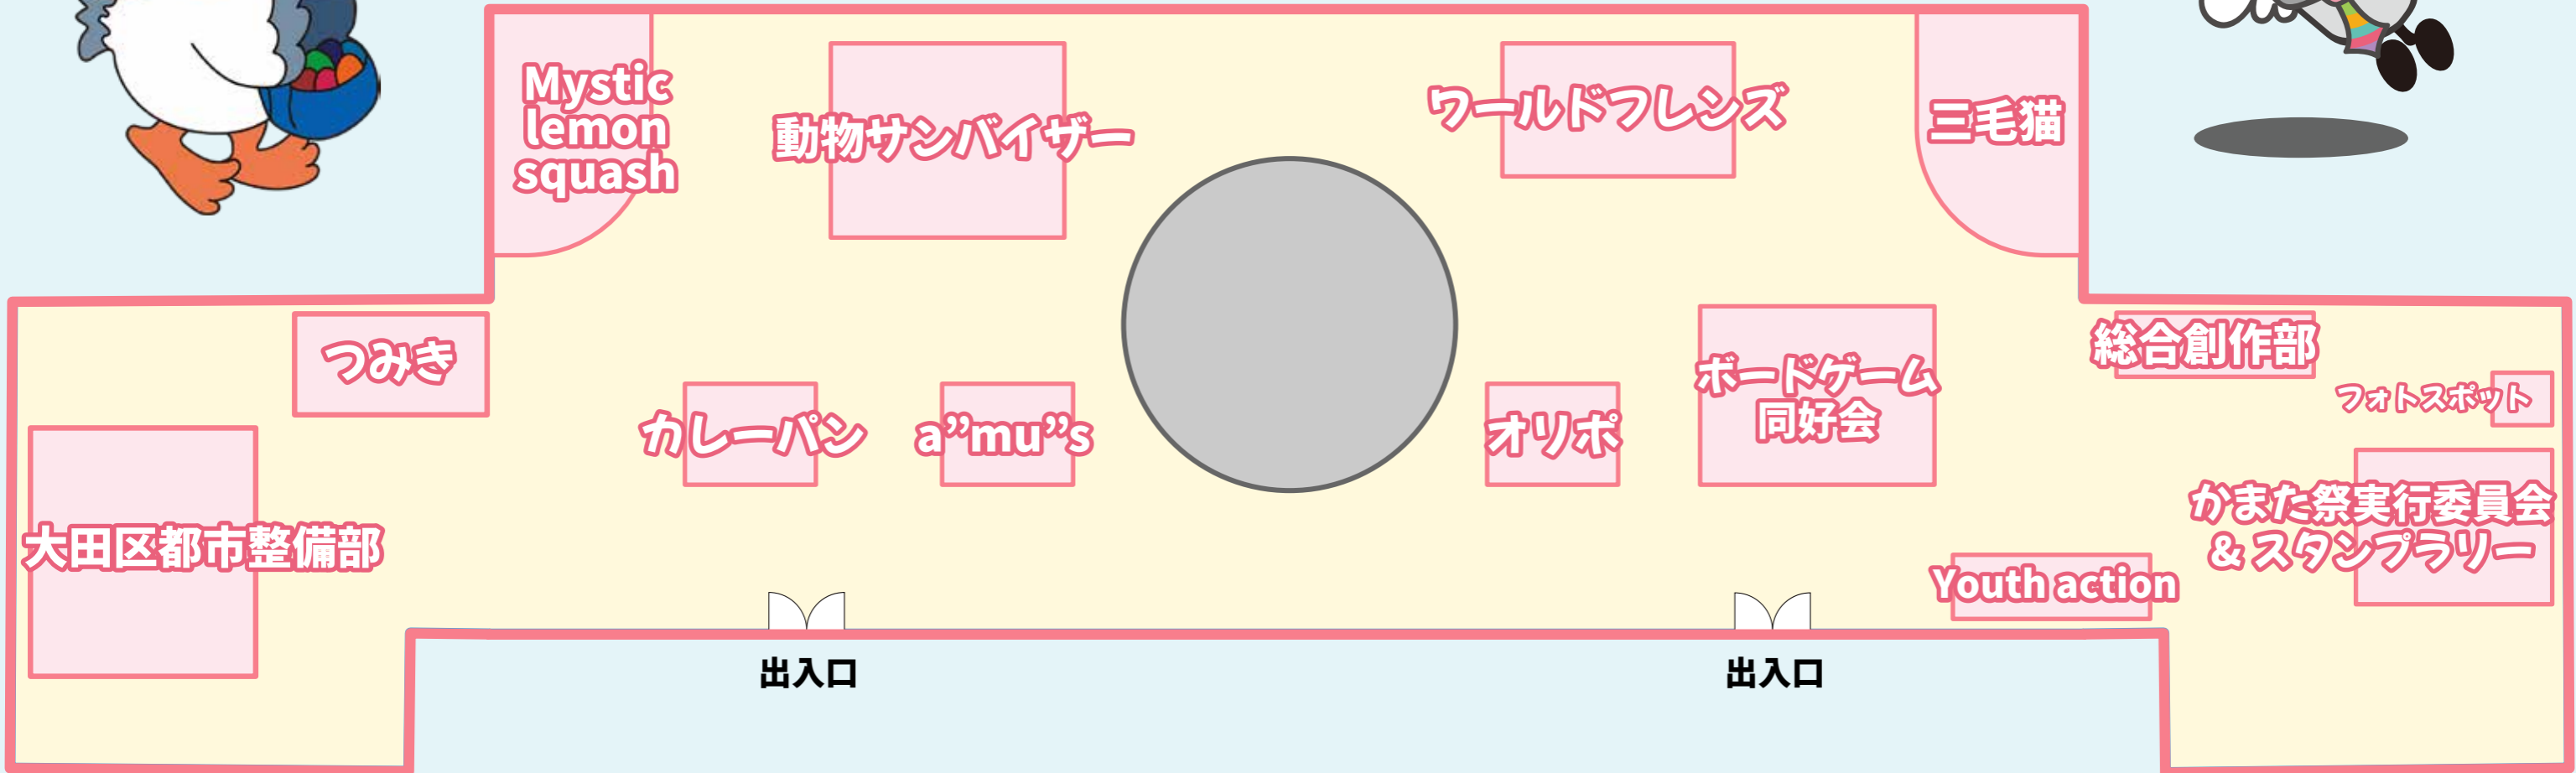 Mystic
lemon
squash
動物サンバイザー
ワールドフレンズ
三毛猫
つみき
カレーパン
a”mu”s
オリポ
ボードゲーム
同好会
総合創作部
フォトスポット
大田区都市整備部
かまた祭実行委員会
& スタンプラリー
Youth action
出入口
出入口